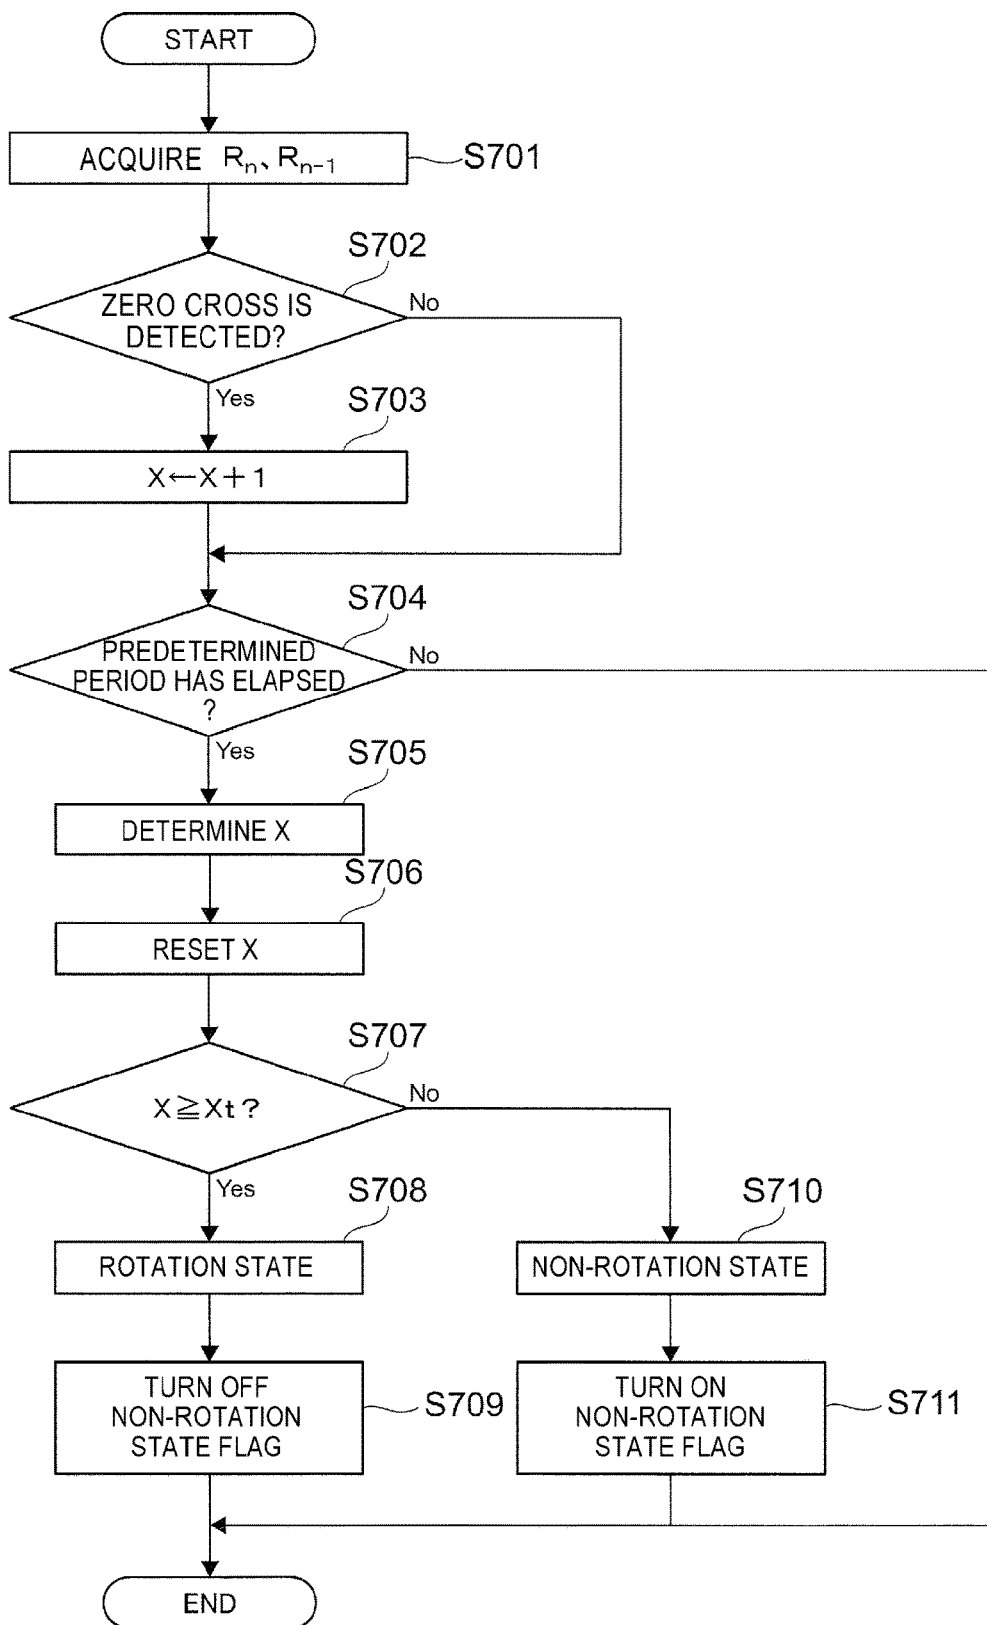 START
ACQUIRE Rn、Rn-1
S701
S702
ZERO CROSS IS
DETECTED?
No
Yes
S703
X←X+1
S704
PREDETERMINED
PERIOD HAS ELAPSED
?
No
Yes
S705
DETERMINE X
S706
RESET X
S707
X≧Xt?
No
Yes
S708
ROTATION STATE
S710
NON-ROTATION STATE
TURN OFF
NON-ROTATION
STATE FLAG
S709
TURN ON
NON-ROTATION
STATE FLAG
S711
END